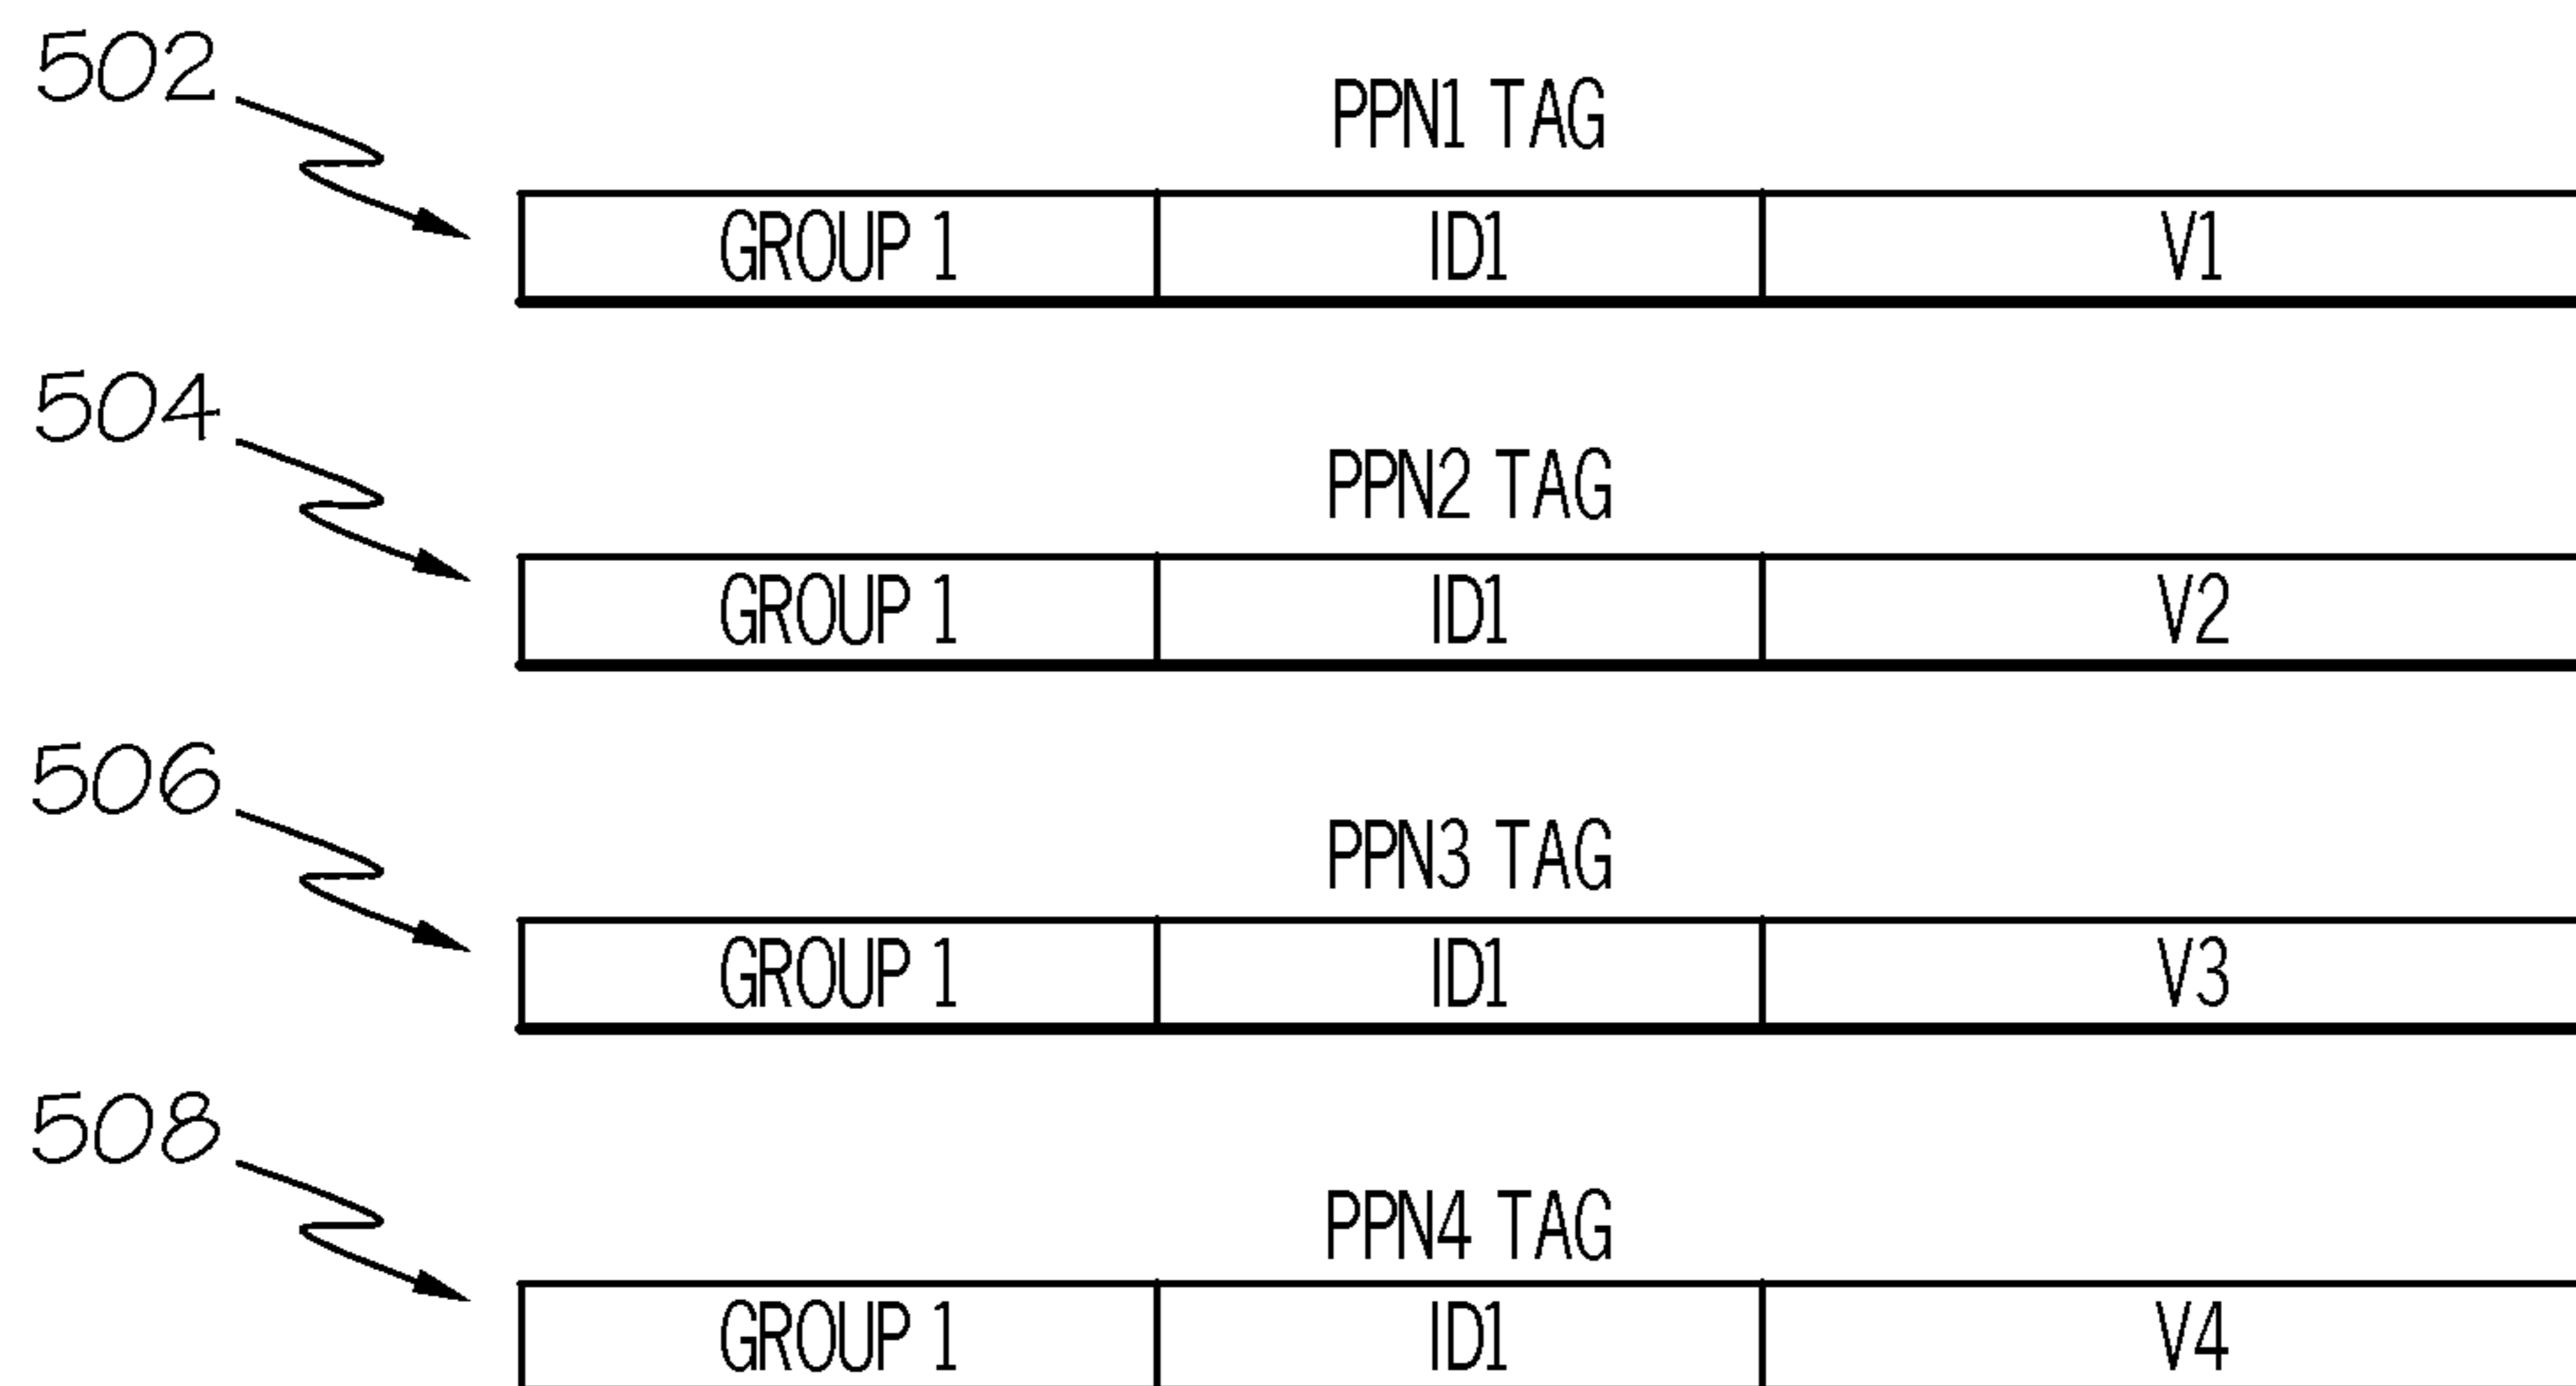 502
PPN1 TAG
GROUP 1 ID1 V1
504
PPN2 TAG
GROUP 1 ID1 V2
506
PPN3 TAG
GROUP 1 ID1 V3
508
PPN4 TAG
GROUP 1 ID1 V4